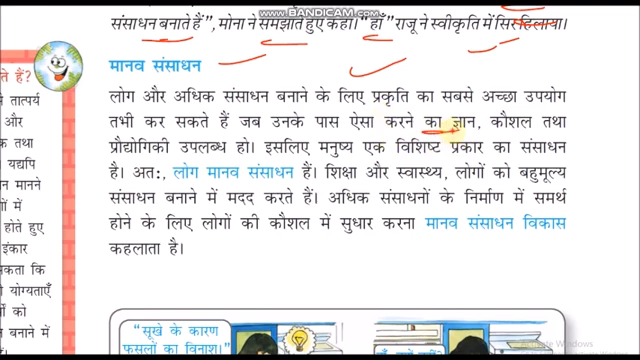 WWW.BANDICAM.COM
संसाधन बनाते हैं", मोना ने समझाते हुए कहा। "हाँ" राजू ने स्वीकृति में सिर हिलाया।
मानव संसाधन
लोग और अधिक संसाधन बनाने के लिए प्रकृति का सबसे अच्छा उपयोग
तभी कर सकते हैं जब उनके पास ऐसा करने का ज्ञान, कौशल तथा
प्रौद्योगिकी उपलब्ध हो। इसलिए मनुष्य एक विशिष्ट प्रकार का संसाधन
है। अतः, लोग मानव संसाधन हैं। शिक्षा और स्वास्थ्य, लोगों को बहुमूल्य
संसाधन बनाने में मदद करते हैं। अधिक संसाधनों के निर्माण में समर्थ
होने के लिए लोगों की कौशल में सुधार करना मानव संसाधन विकास
कहलाता है।
ते हैं?
से तात्पर्य
और
क तथा
यद्यपि
न मानने
गों में
होते हुए
इंकार
सकता कि
ी योग्यताएँ
ों को
न बनाने में
"सूखे के कारण
फसलों का विनाश।"
Activate Windows